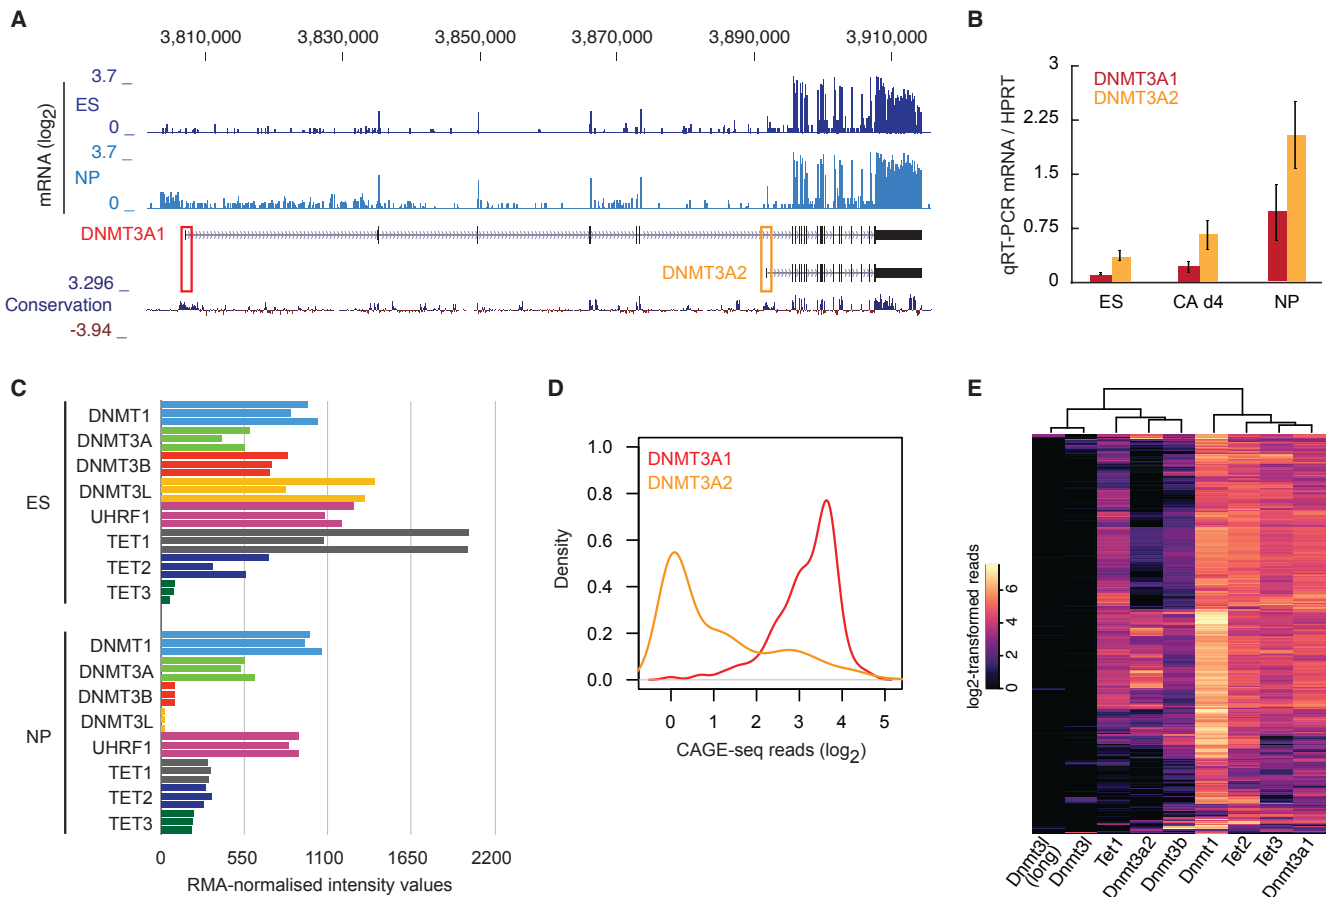 A
3,810,000 3,830,000 3,850,000 3,870,000 3,890,000 3,910,000
mRNA (log2)
3.7
ES
0
3.7
NP
0
DNMT3A1
DNMT3A2
3.296
Conservation
-3.94
B
qRT-PCR mRNA / HPRT
3
2.25
1.5
0.75
0
DNMT3A1
DNMT3A2
ES CA d4 NP
C
ES
DNMT1
DNMT3A
DNMT3B
DNMT3L
UHRF1
TET1
TET2
TET3
NP
DNMT1
DNMT3A
DNMT3B
DNMT3L
UHRF1
TET1
TET2
TET3
0 550 1100 1650 2200
RMA-normalised intensity values
D
DNMT3A1
DNMT3A2
Density
1.0
0.8
0.6
0.4
0.2
0.0
0 1 2 3 4 5
CAGE-seq reads (log2)
E
log2-transformed reads
6
4
2
0
Dnmt3l
(long)
Dnmt3l
Tet1
Dnmt3a2
Dnmt3b
Dnmt1
Tet2
Tet3
Dnmt3a1